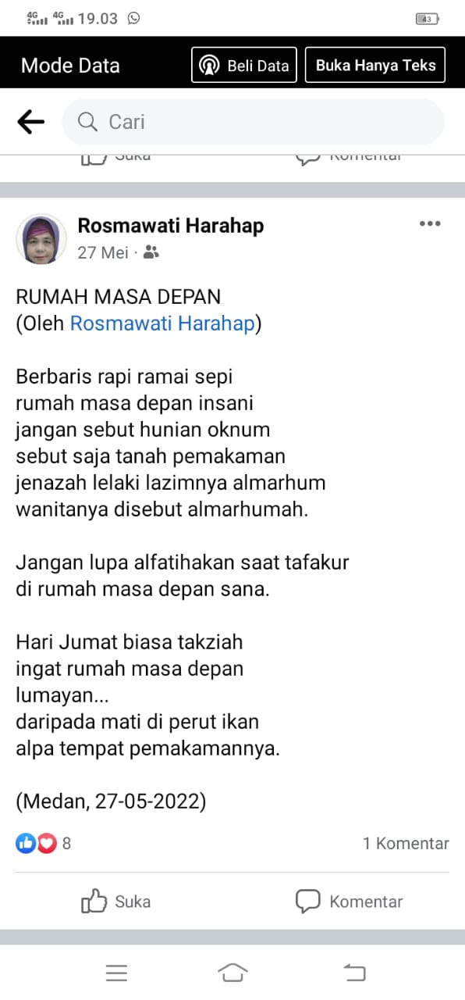 4G 4G 19.03 43
Mode Data Beli Data Buka Hanya Teks
Cari
Suka Komentar
Rosmawati Harahap
27 Mei ·
RUMAH MASA DEPAN
(Oleh Rosmawati Harahap)
Berbaris rapi ramai sepi
rumah masa depan insani
jangan sebut hunian oknum
sebut saja tanah pemakaman
jenazah lelaki lazimnya almarhum
wanitanya disebut almarhumah.
Jangan lupa alfatihakan saat tafakur
di rumah masa depan sana.
Hari Jumat biasa takziah
ingat rumah masa depan
lumayan...
daripada mati di perut ikan
alpa tempat pemakamannya.
(Medan, 27-05-2022)
8 1 Komentar
Suka Komentar